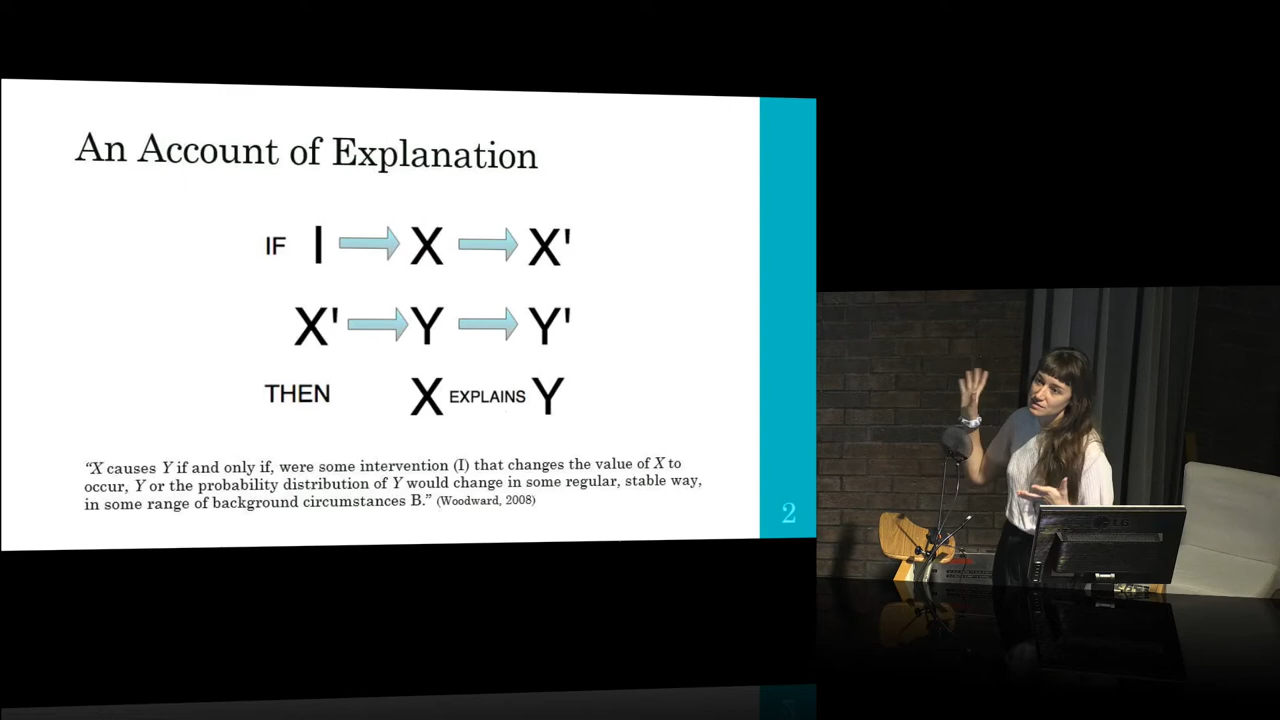 An Account of Explanation
IF I X X'
X' Y Y'
THEN X EXPLAINS Y
“X causes Y if and only if, were some intervention (I) that changes the value of X to
occur, Y or the probability distribution of Y would change in some regular, stable way,
in some range of background circumstances B.” (Woodward, 2008)
2
LG